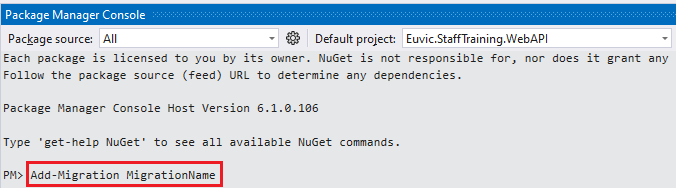 Package Manager Console
Package source: All Default project: Euvic.StaffTraining.WebAPI
Each package is licensed to you by its owner. NuGet is not responsible for, nor does it grant any
Follow the package source (feed) URL to determine any dependencies.
Package Manager Console Host Version 6.1.0.106
Type 'get-help NuGet' to see all available NuGet commands.
PM> Add-Migration MigrationName